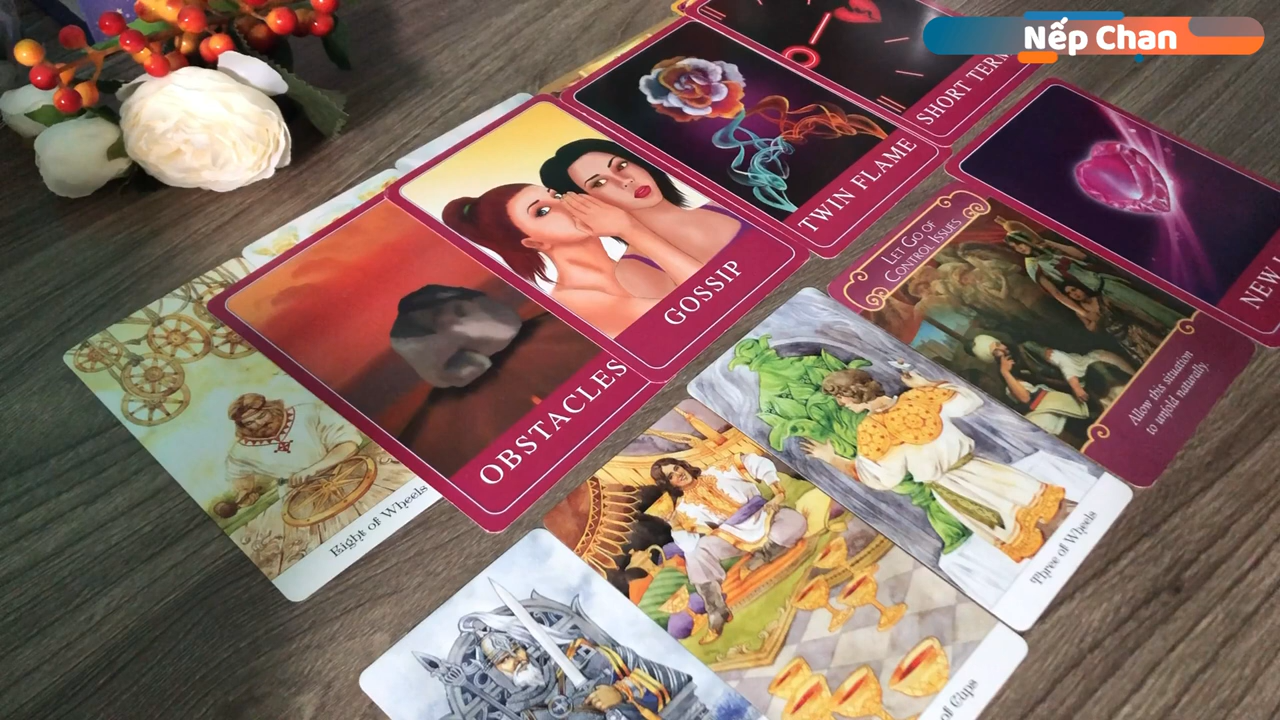 Nếp Chan
SHORT TERM
TWIN FLAME
GOSSIP
OBSTACLES
Let Go of
Control Issues
Allow this situation
to unfold naturally.
NEW
Eight of Wheels
Three of Wheels
of Cups